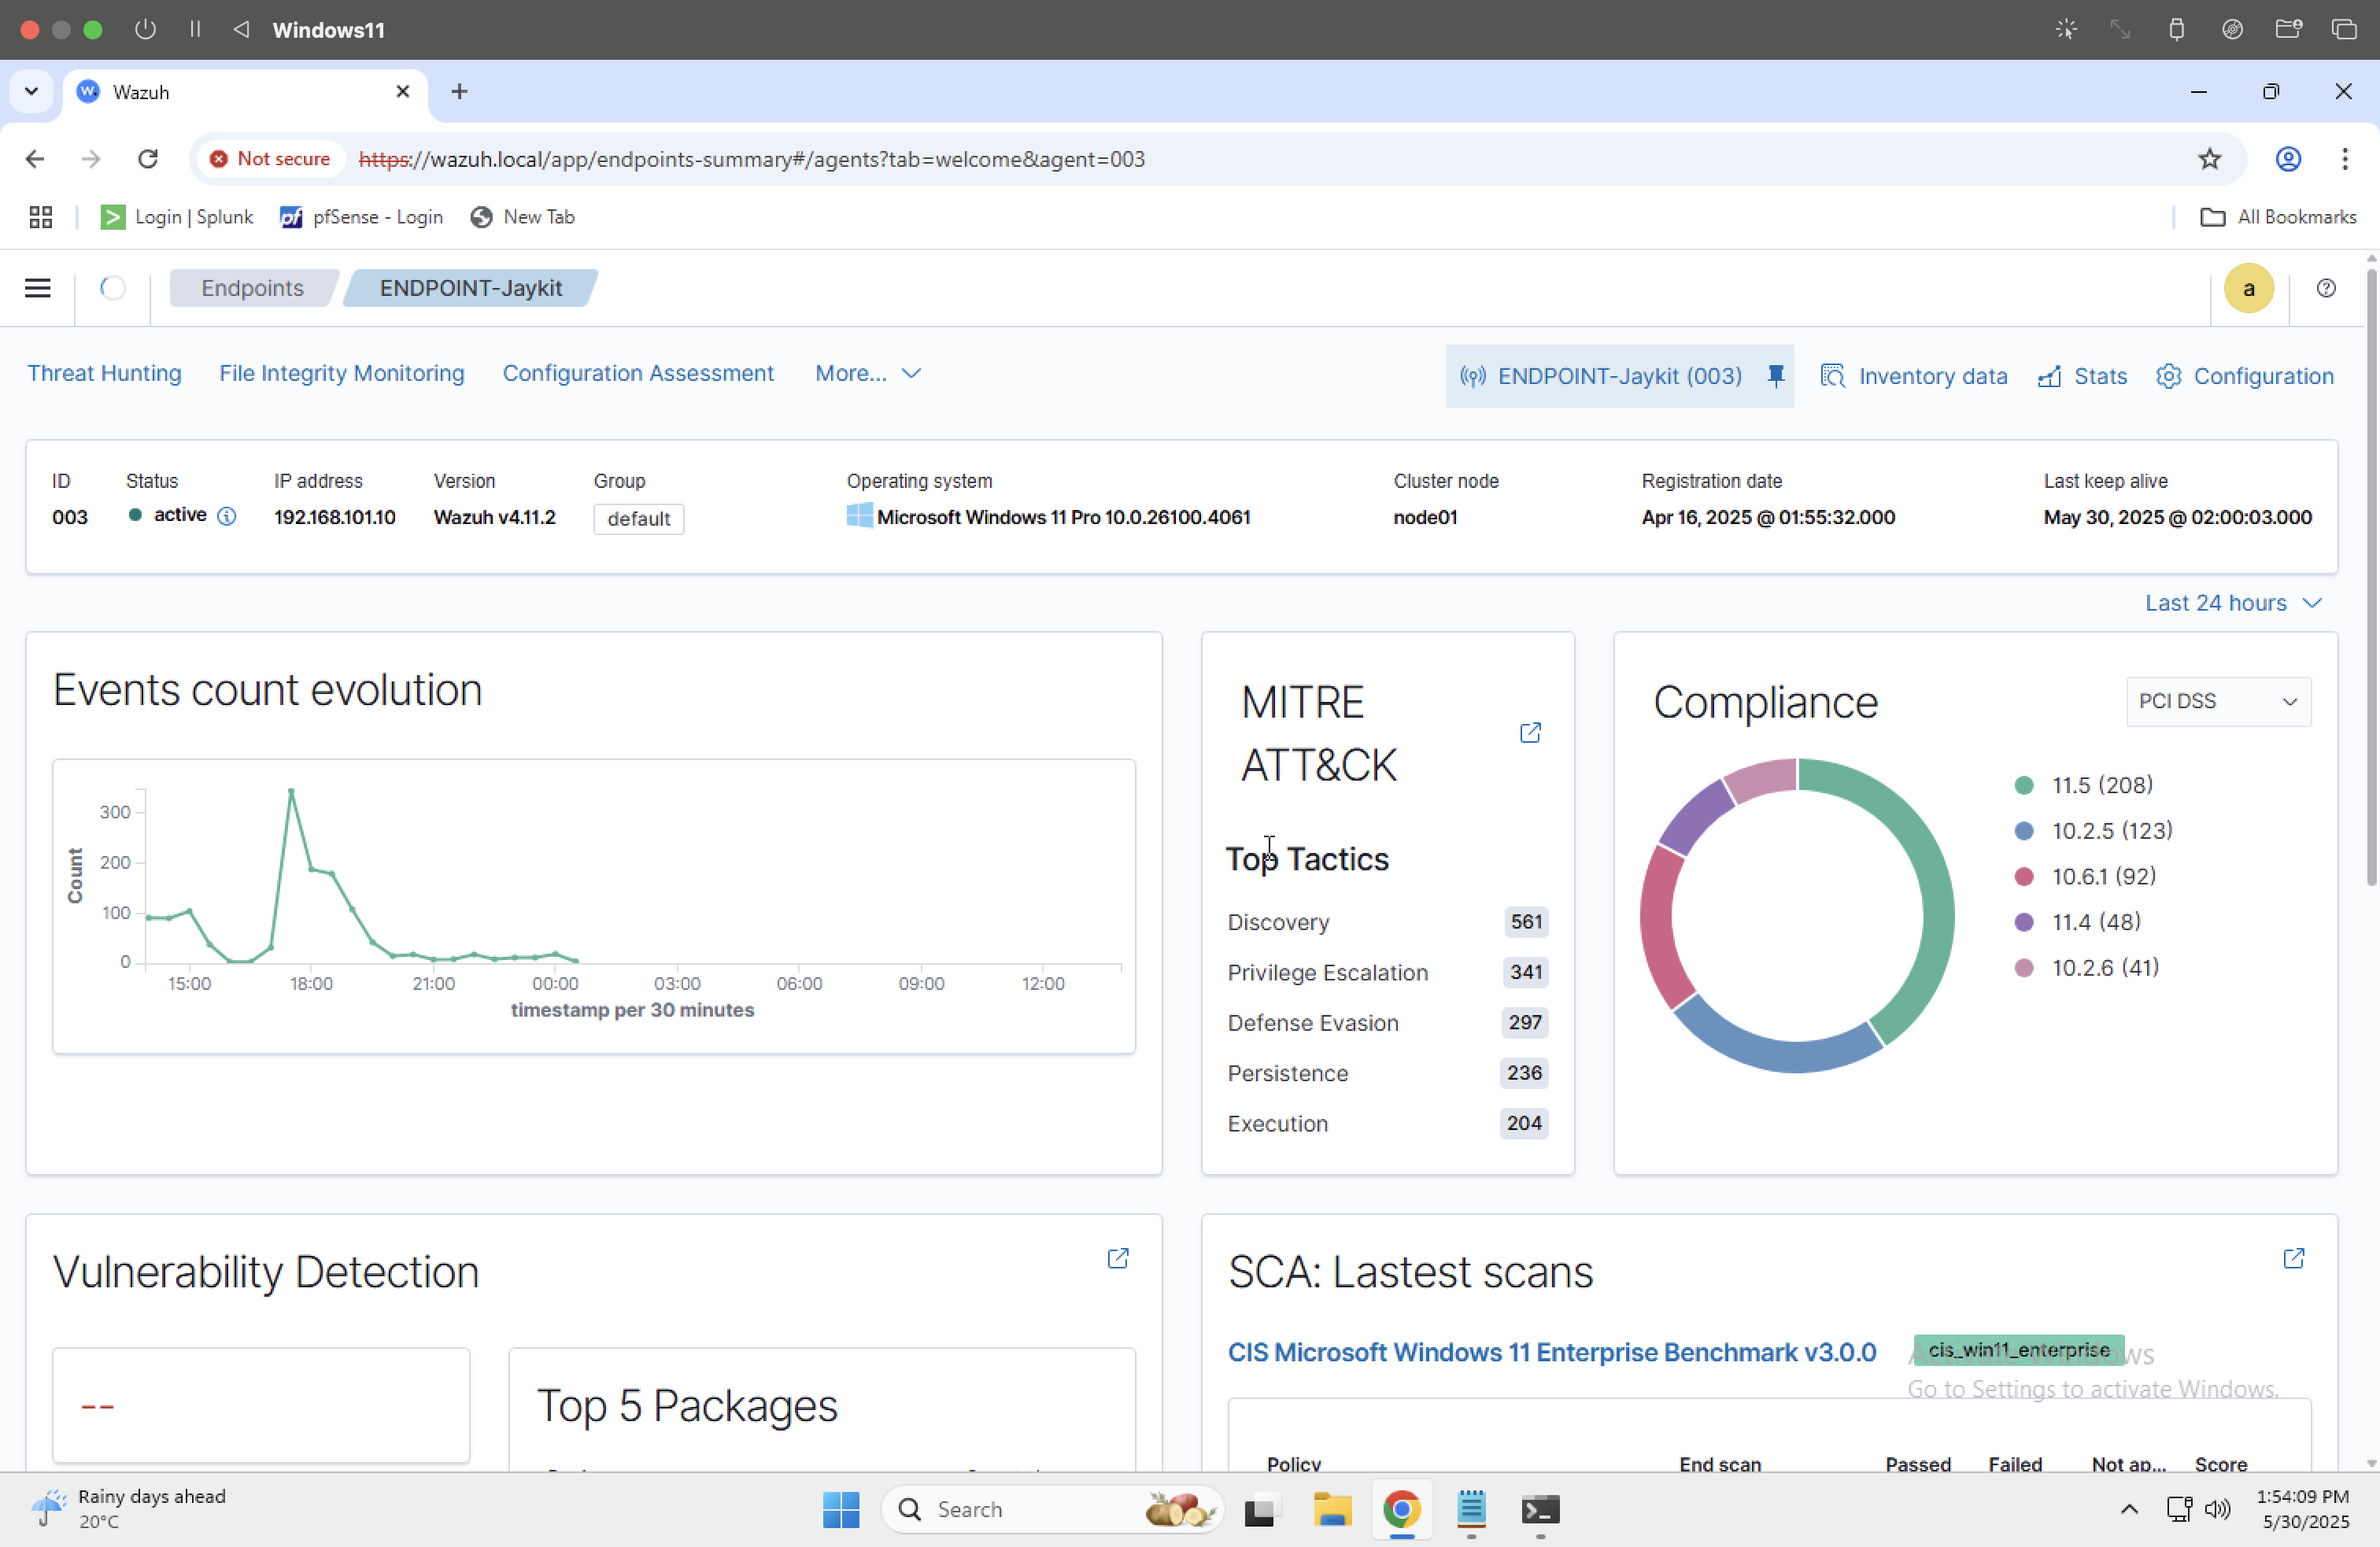 Windows11
Wazuh
Not secure https://wazuh.local/app/endpoints-summary#/agents?tab=welcome&agent=003
Login | Splunk pfSense - Login New Tab All Bookmarks
Endpoints ENDPOINT-Jaykit a
Threat Hunting File Integrity Monitoring Configuration Assessment More... ENDPOINT-Jaykit (003) Inventory data Stats Configuration
ID Status IP address Version Group Operating system Cluster node Registration date Last keep alive
003 active 192.168.101.10 Wazuh v4.11.2 default Microsoft Windows 11 Pro 10.0.26100.4061 node01 Apr 16, 2025 @ 01:55:32.000 May 30, 2025 @ 02:00:03.000
Last 24 hours
Events count evolution
Count
300
200
100
0
15:00 18:00 21:00 00:00 03:00 06:00 09:00 12:00
timestamp per 30 minutes
MITRE
ATT&CK
Top Tactics
Discovery 561
Privilege Escalation 341
Defense Evasion 297
Persistence 236
Execution 204
Compliance
PCI DSS
11.5 (208)
10.2.5 (123)
10.6.1 (92)
11.4 (48)
10.2.6 (41)
Vulnerability Detection
--
Top 5 Packages
SCA: Lastest scans
CIS Microsoft Windows 11 Enterprise Benchmark v3.0.0 cis_win11_enterprise
Go to Settings to activate Windows.
Policy End scan Passed Failed Not ap... Score
Rainy days ahead
20°C
Search
1:54:09 PM
5/30/2025